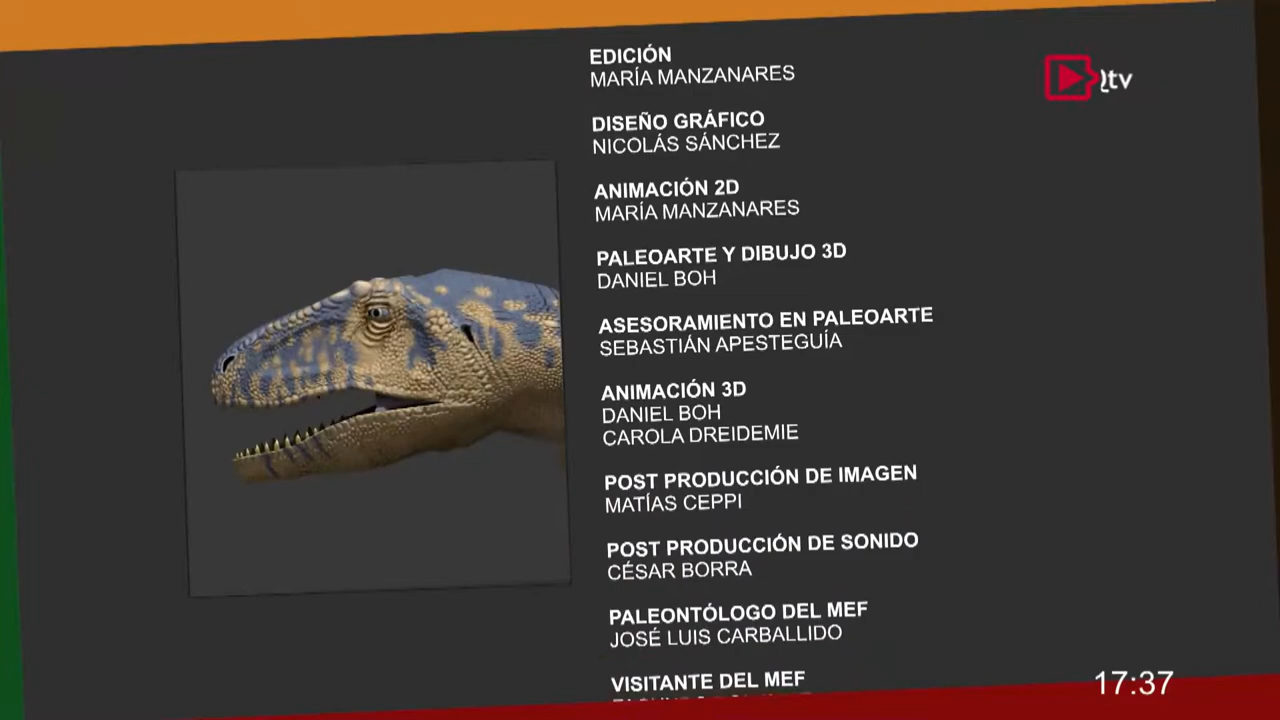 EDICIÓN
MARÍA MANZANARES
DISEÑO GRÁFICO
NICOLÁS SÁNCHEZ
ANIMACIÓN 2D
MARÍA MANZANARES
PALEOARTE Y DIBUJO 3D
DANIEL BOH
ASESORAMIENTO EN PALEOARTE
SEBASTIÁN APESTEGUÍA
ANIMACIÓN 3D
DANIEL BOH
CAROLA DREIDEMIE
POST PRODUCCIÓN DE IMAGEN
MATÍAS CEPPI
POST PRODUCCIÓN DE SONIDO
CÉSAR BORRA
PALEONTÓLOGO DEL MEF
JOSÉ LUIS CARBALLIDO
VISITANTE DEL MEF
tv
17:37